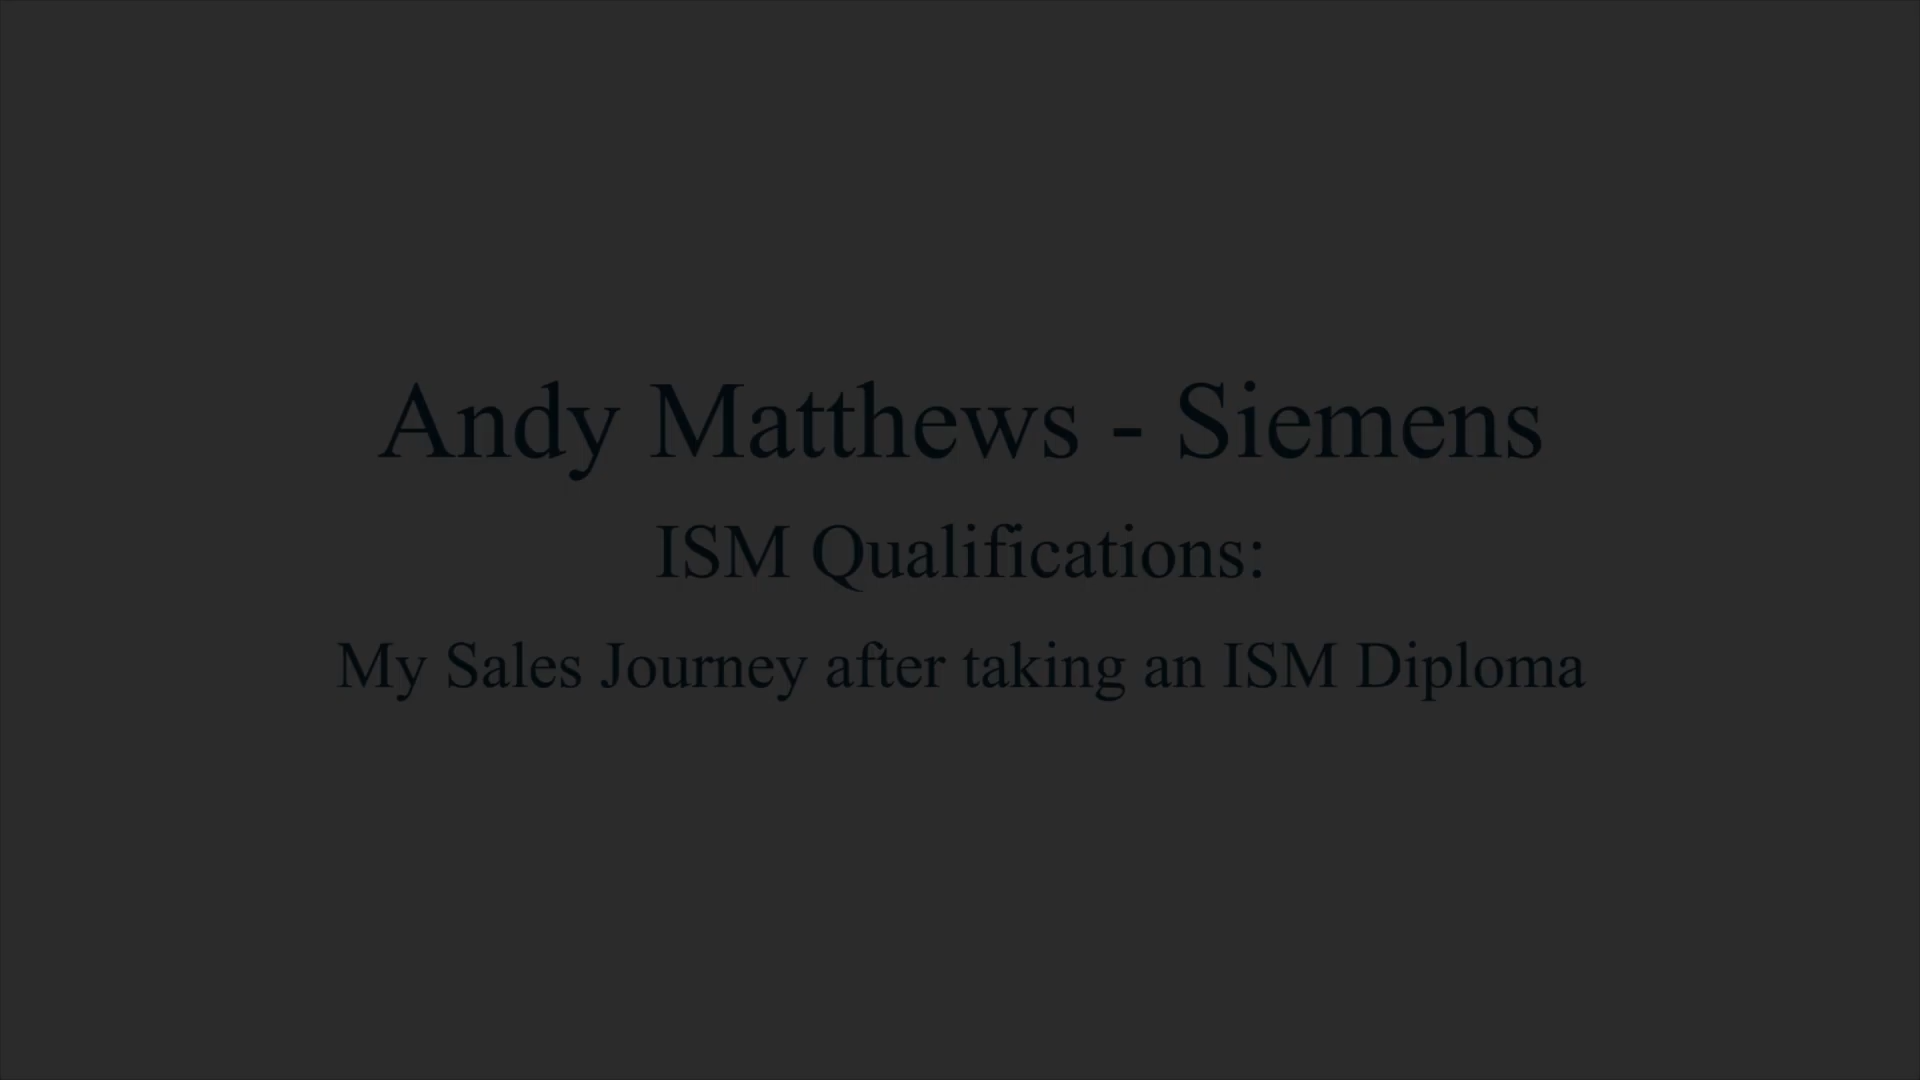 Andy Matthews - Siemens
ISM Qualifications:
My Sales Journey after taking an ISM Diploma